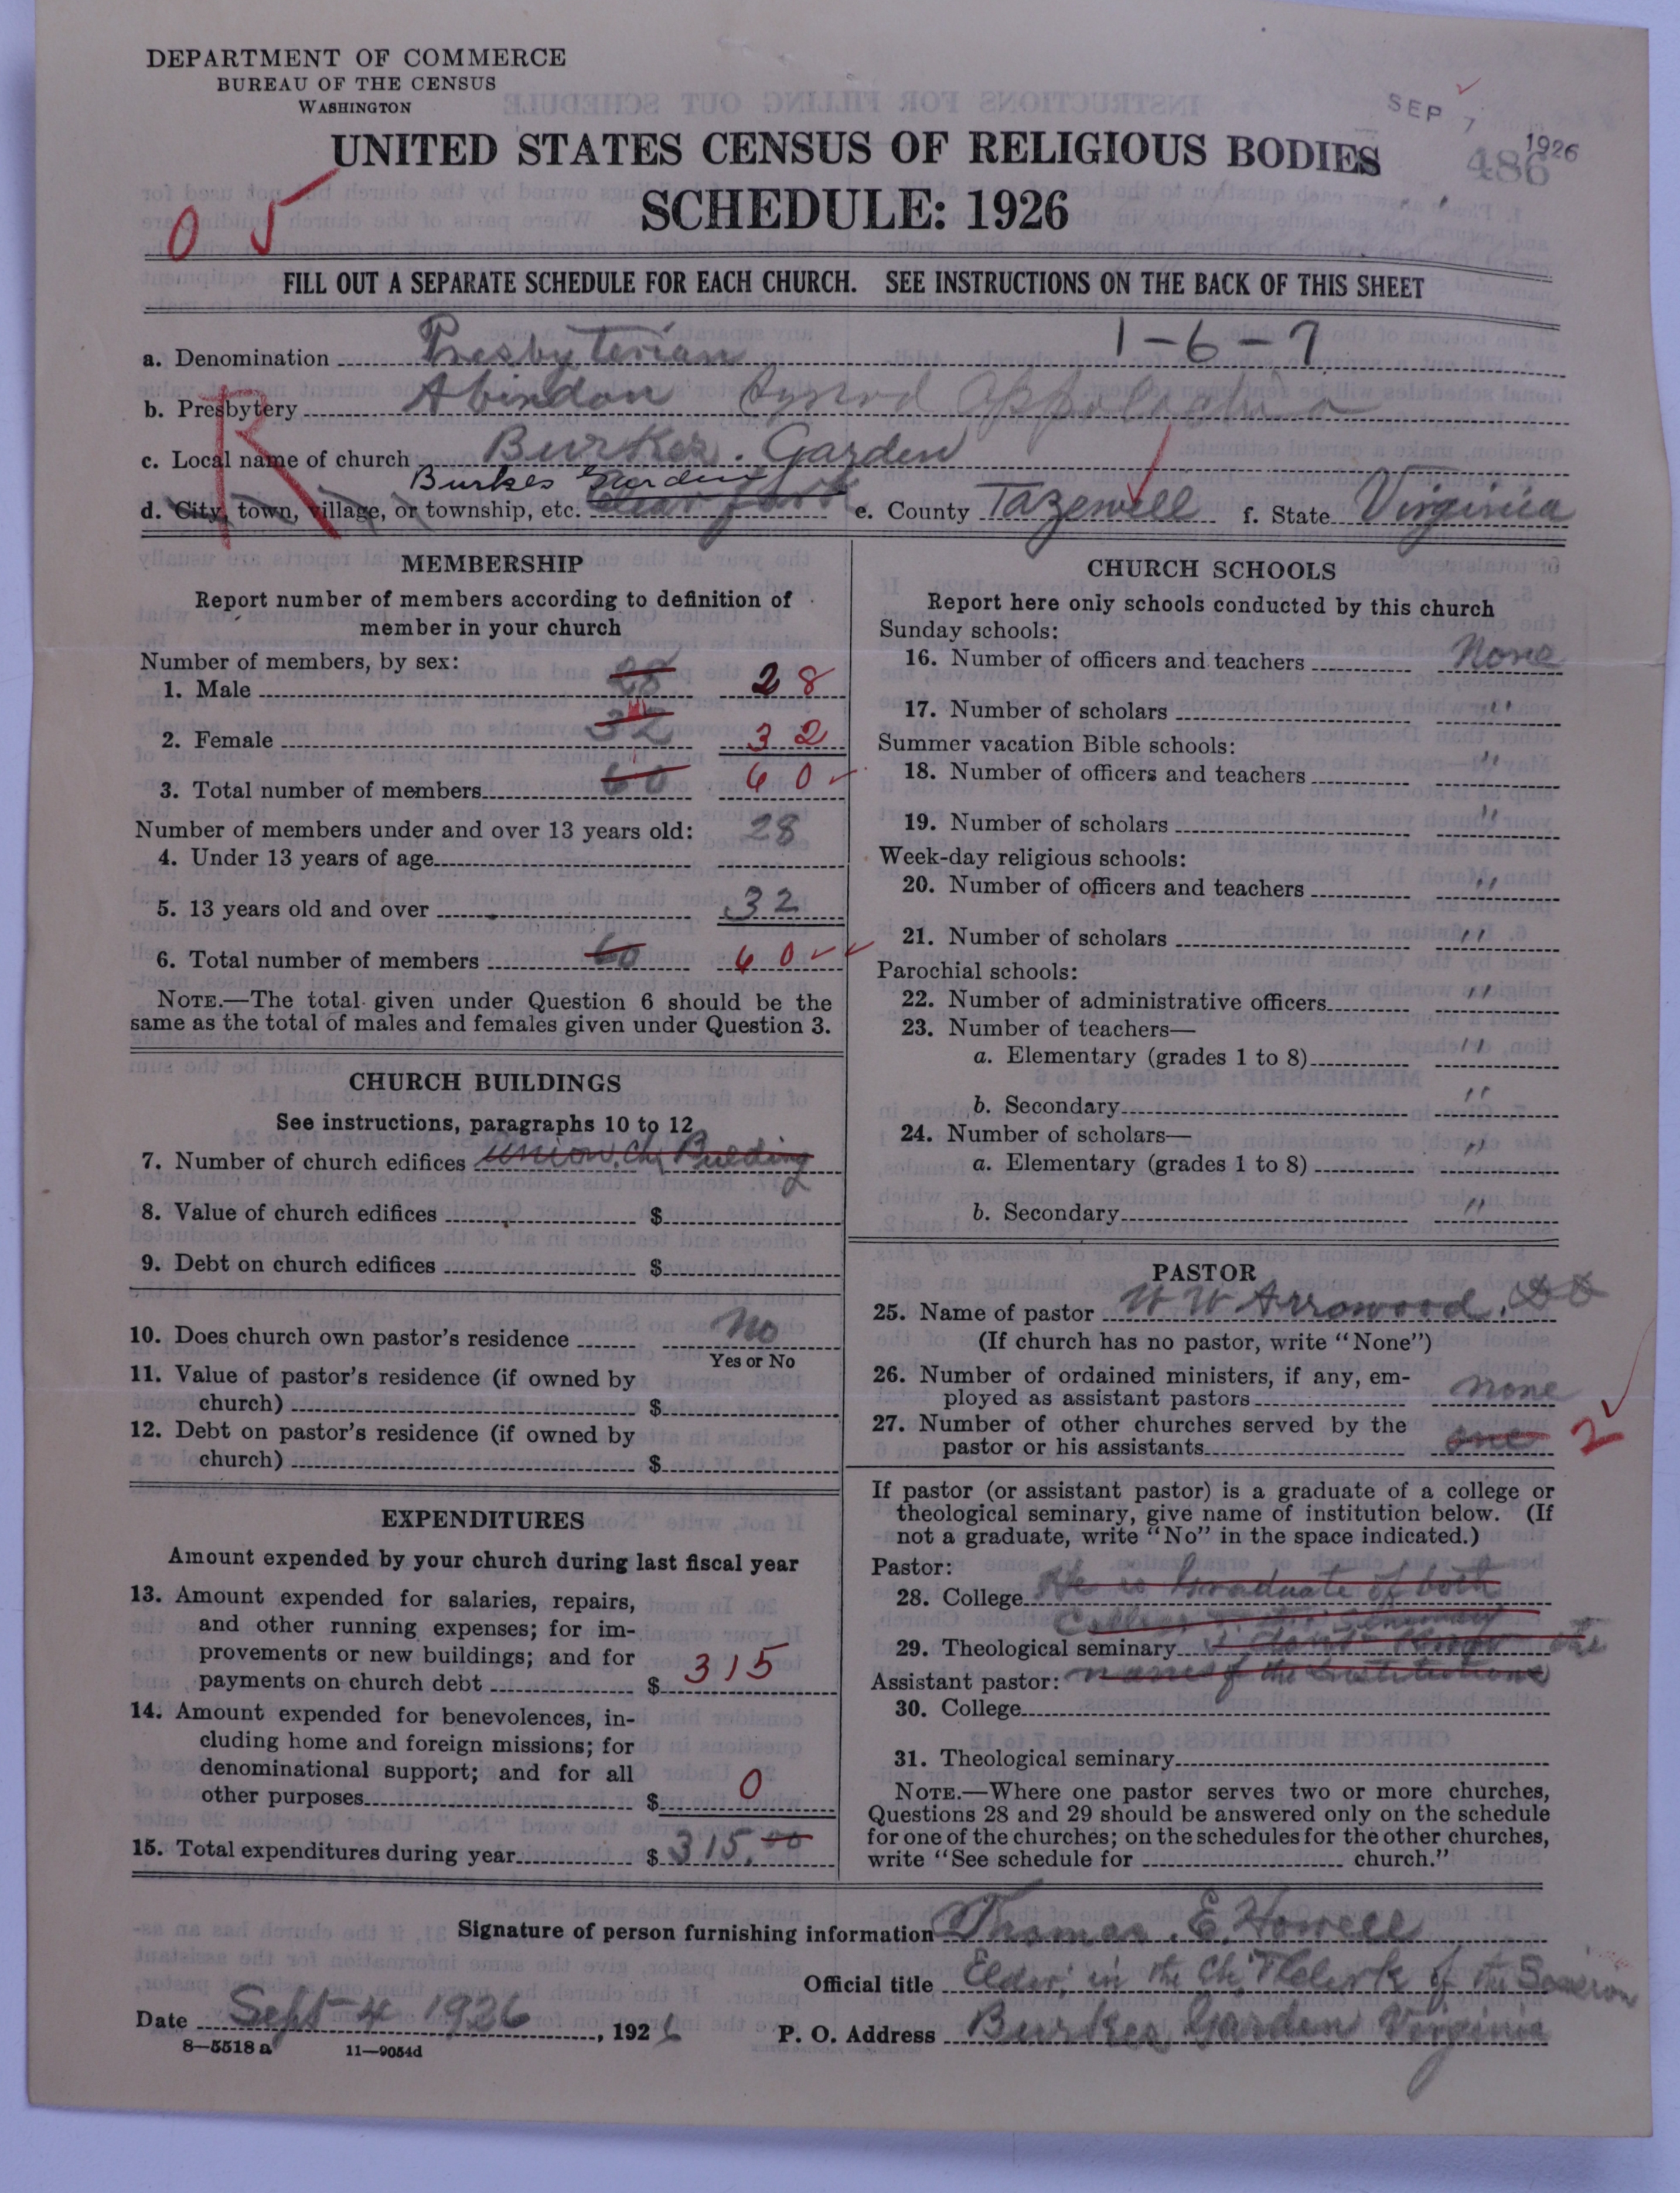 DEPARTMENT OF COMMERCE
BUREAU OF THE CENSUS
WASHINGTON
SEP 7 1926
486
UNITED STATES CENSUS OF RELIGIOUS BODIES
SCHEDULE: 1926
0 5
FILL OUT A SEPARATE SCHEDULE FOR EACH CHURCH. SEE INSTRUCTIONS ON THE BACK OF THIS SHEET
a. Denomination Presbyterian 1-6-7
b. Presbytery Abindon Synod Appalachia
R
c. Local name of church Burkes Garden
Burkes Garden
d. City, town, village, or township, etc. Clear fork e. County Tazewell f. State Virginia
MEMBERSHIP
Report number of members according to definition of
member in your church
Number of members, by sex:
1. Male 28 28
2. Female 32 32
3. Total number of members 60 60
Number of members under and over 13 years old:
4. Under 13 years of age 28
5. 13 years old and over 32
6. Total number of members 60 60
NOTE.—The total given under Question 6 should be the
same as the total of males and females given under Question 3.
CHURCH BUILDINGS
See instructions, paragraphs 10 to 12
7. Number of church edifices Union Ch Building
8. Value of church edifices $
9. Debt on church edifices $
10. Does church own pastor's residence No
Yes or No
11. Value of pastor's residence (if owned by
church) $
12. Debt on pastor's residence (if owned by
church) $
EXPENDITURES
Amount expended by your church during last fiscal year
13. Amount expended for salaries, repairs,
and other running expenses; for im-
provements or new buildings; and for
payments on church debt $ 315
14. Amount expended for benevolences, in-
cluding home and foreign missions; for
denominational support; and for all
other purposes $ 0
15. Total expenditures during year $ 315.00
CHURCH SCHOOLS
Report here only schools conducted by this church
Sunday schools:
16. Number of officers and teachers None
17. Number of scholars "
Summer vacation Bible schools:
18. Number of officers and teachers "
19. Number of scholars "
Week-day religious schools:
20. Number of officers and teachers "
21. Number of scholars "
Parochial schools:
22. Number of administrative officers "
23. Number of teachers—
a. Elementary (grades 1 to 8) "
b. Secondary "
24. Number of scholars—
a. Elementary (grades 1 to 8) "
b. Secondary "
PASTOR
25. Name of pastor W W Arrowood, DD
(If church has no pastor, write "None")
26. Number of ordained ministers, if any, em-
ployed as assistant pastors none
27. Number of other churches served by the
pastor or his assistants one 2
If pastor (or assistant pastor) is a graduate of a college or
theological seminary, give name of institution below. (If
not a graduate, write "No" in the space indicated.)
Pastor:
28. College He is Graduate of both
College & the Seminary
29. Theological seminary I dont know the
Assistant pastor: names of the Institutions
30. College
31. Theological seminary
NOTE.—Where one pastor serves two or more churches,
Questions 28 and 29 should be answered only on the schedule
for one of the churches; on the schedules for the other churches,
write "See schedule for church."
Signature of person furnishing information Thomas E. Howell
Official title Elder in the Ch, Clerk of the
Date Sept 4 1926, 1926
P. O. Address Burkes Garden Virginia
8—5518 a 11—9054d